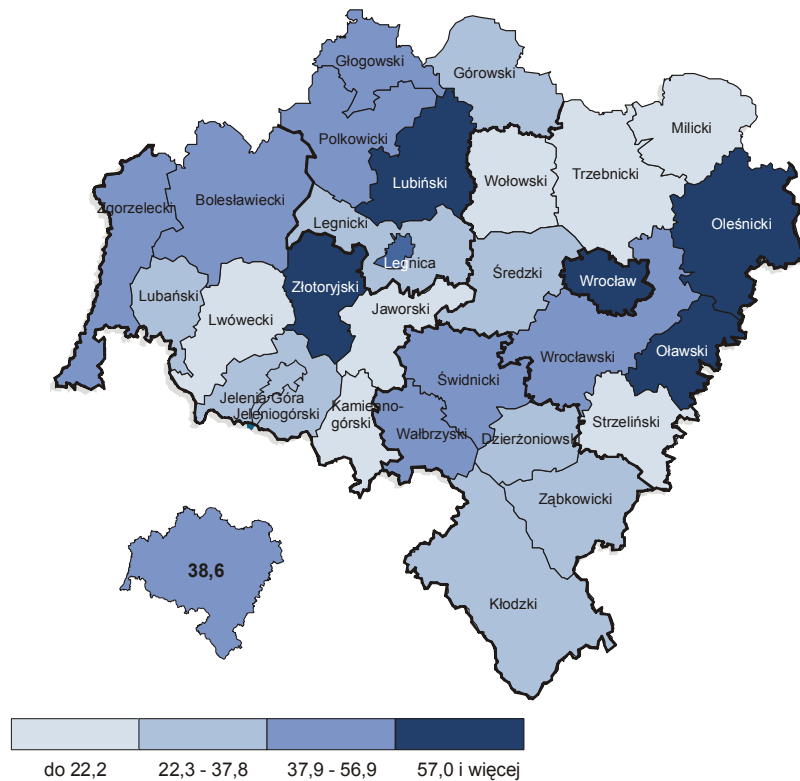 Głogowski
Górowski
Milicki
Polkowicki
Lubiński
Wołowski
Trzebnicki
Zgorzelecki
Bolesławiecki
Legnicki
Oleśnicki
Legnica
Średzki
Wrocław
Złotoryjski
Lubański
Lwówecki
Jaworski
Wrocławski
Oławski
Świdnicki
Jelenia Góra
Jeleniogórski
Kamienno-
górski
Wałbrzyski
Dzierżoniowsk
Strzeliński
Ząbkowicki
Kłodzki
38,6
do 22,2
22,3 - 37,8
37,9 - 56,9
57,0 i więcej